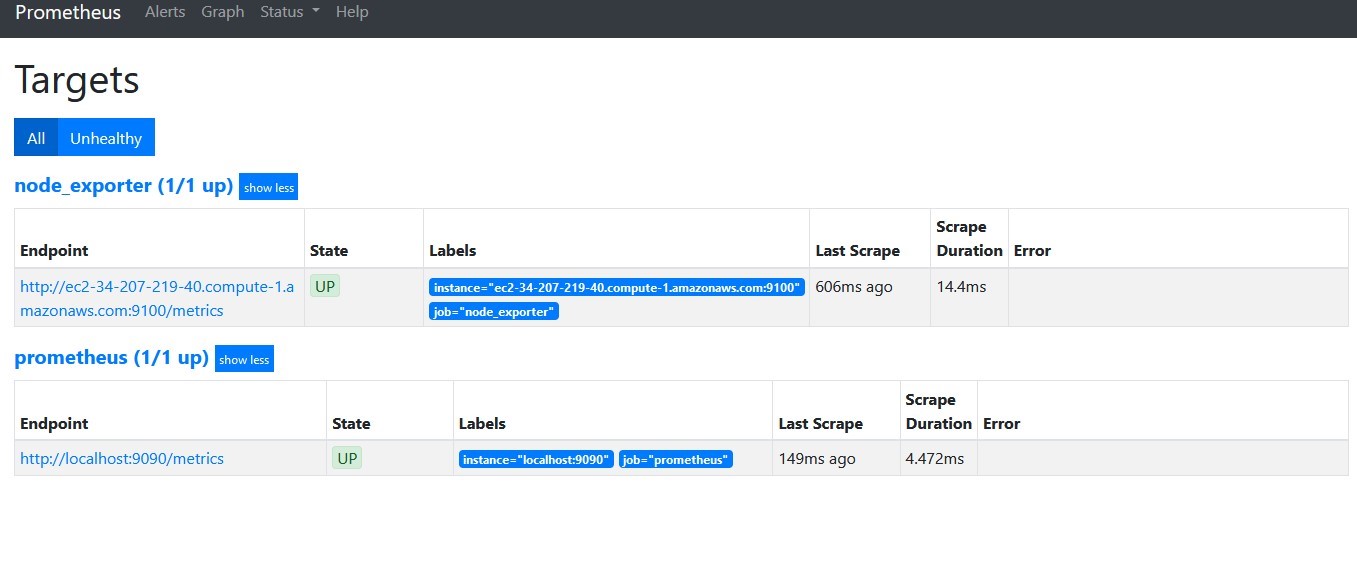 Prometheus Alerts Graph Status Help
Targets
All Unhealthy
node_exporter (1/1 up) show less
Endpoint State Labels Last Scrape Scrape Duration Error
http://ec2-34-207-219-40.compute-1.a UP instance="ec2-34-207-219-40.compute-1.amazonaws.com:9100" 606ms ago 14.4ms
mazonaws.com:9100/metrics job="node_exporter"
prometheus (1/1 up) show less
Endpoint State Labels Last Scrape Scrape Duration Error
http://localhost:9090/metrics UP instance="localhost:9090" job="prometheus" 149ms ago 4.472ms